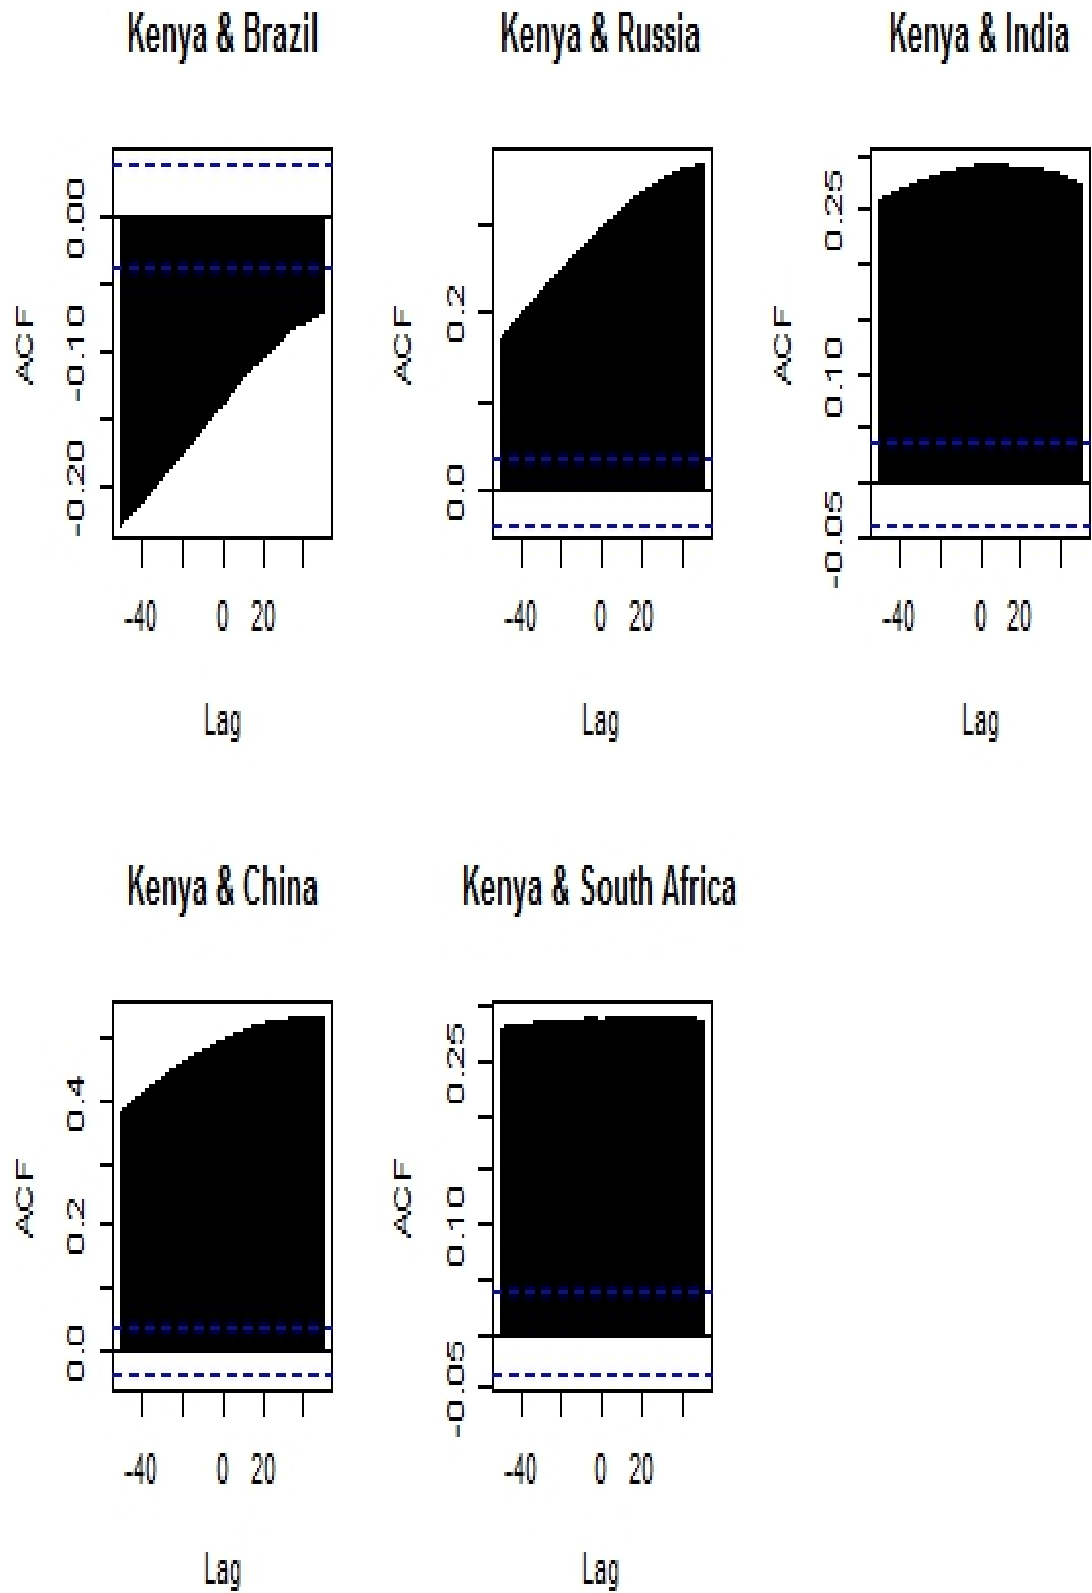 Kenya & Brazil
ACF
0.00
-0.10
-0.20
-40 0 20
Lag
Kenya & Russia
ACF
0.2
0.0
-40 0 20
Lag
Kenya & India
ACF
0.25
0.10
-0.05
-40 0 20
Lag
Kenya & China
ACF
0.4
0.2
0.0
-40 0 20
Lag
Kenya & South Africa
ACF
0.25
0.10
-0.05
-40 0 20
Lag